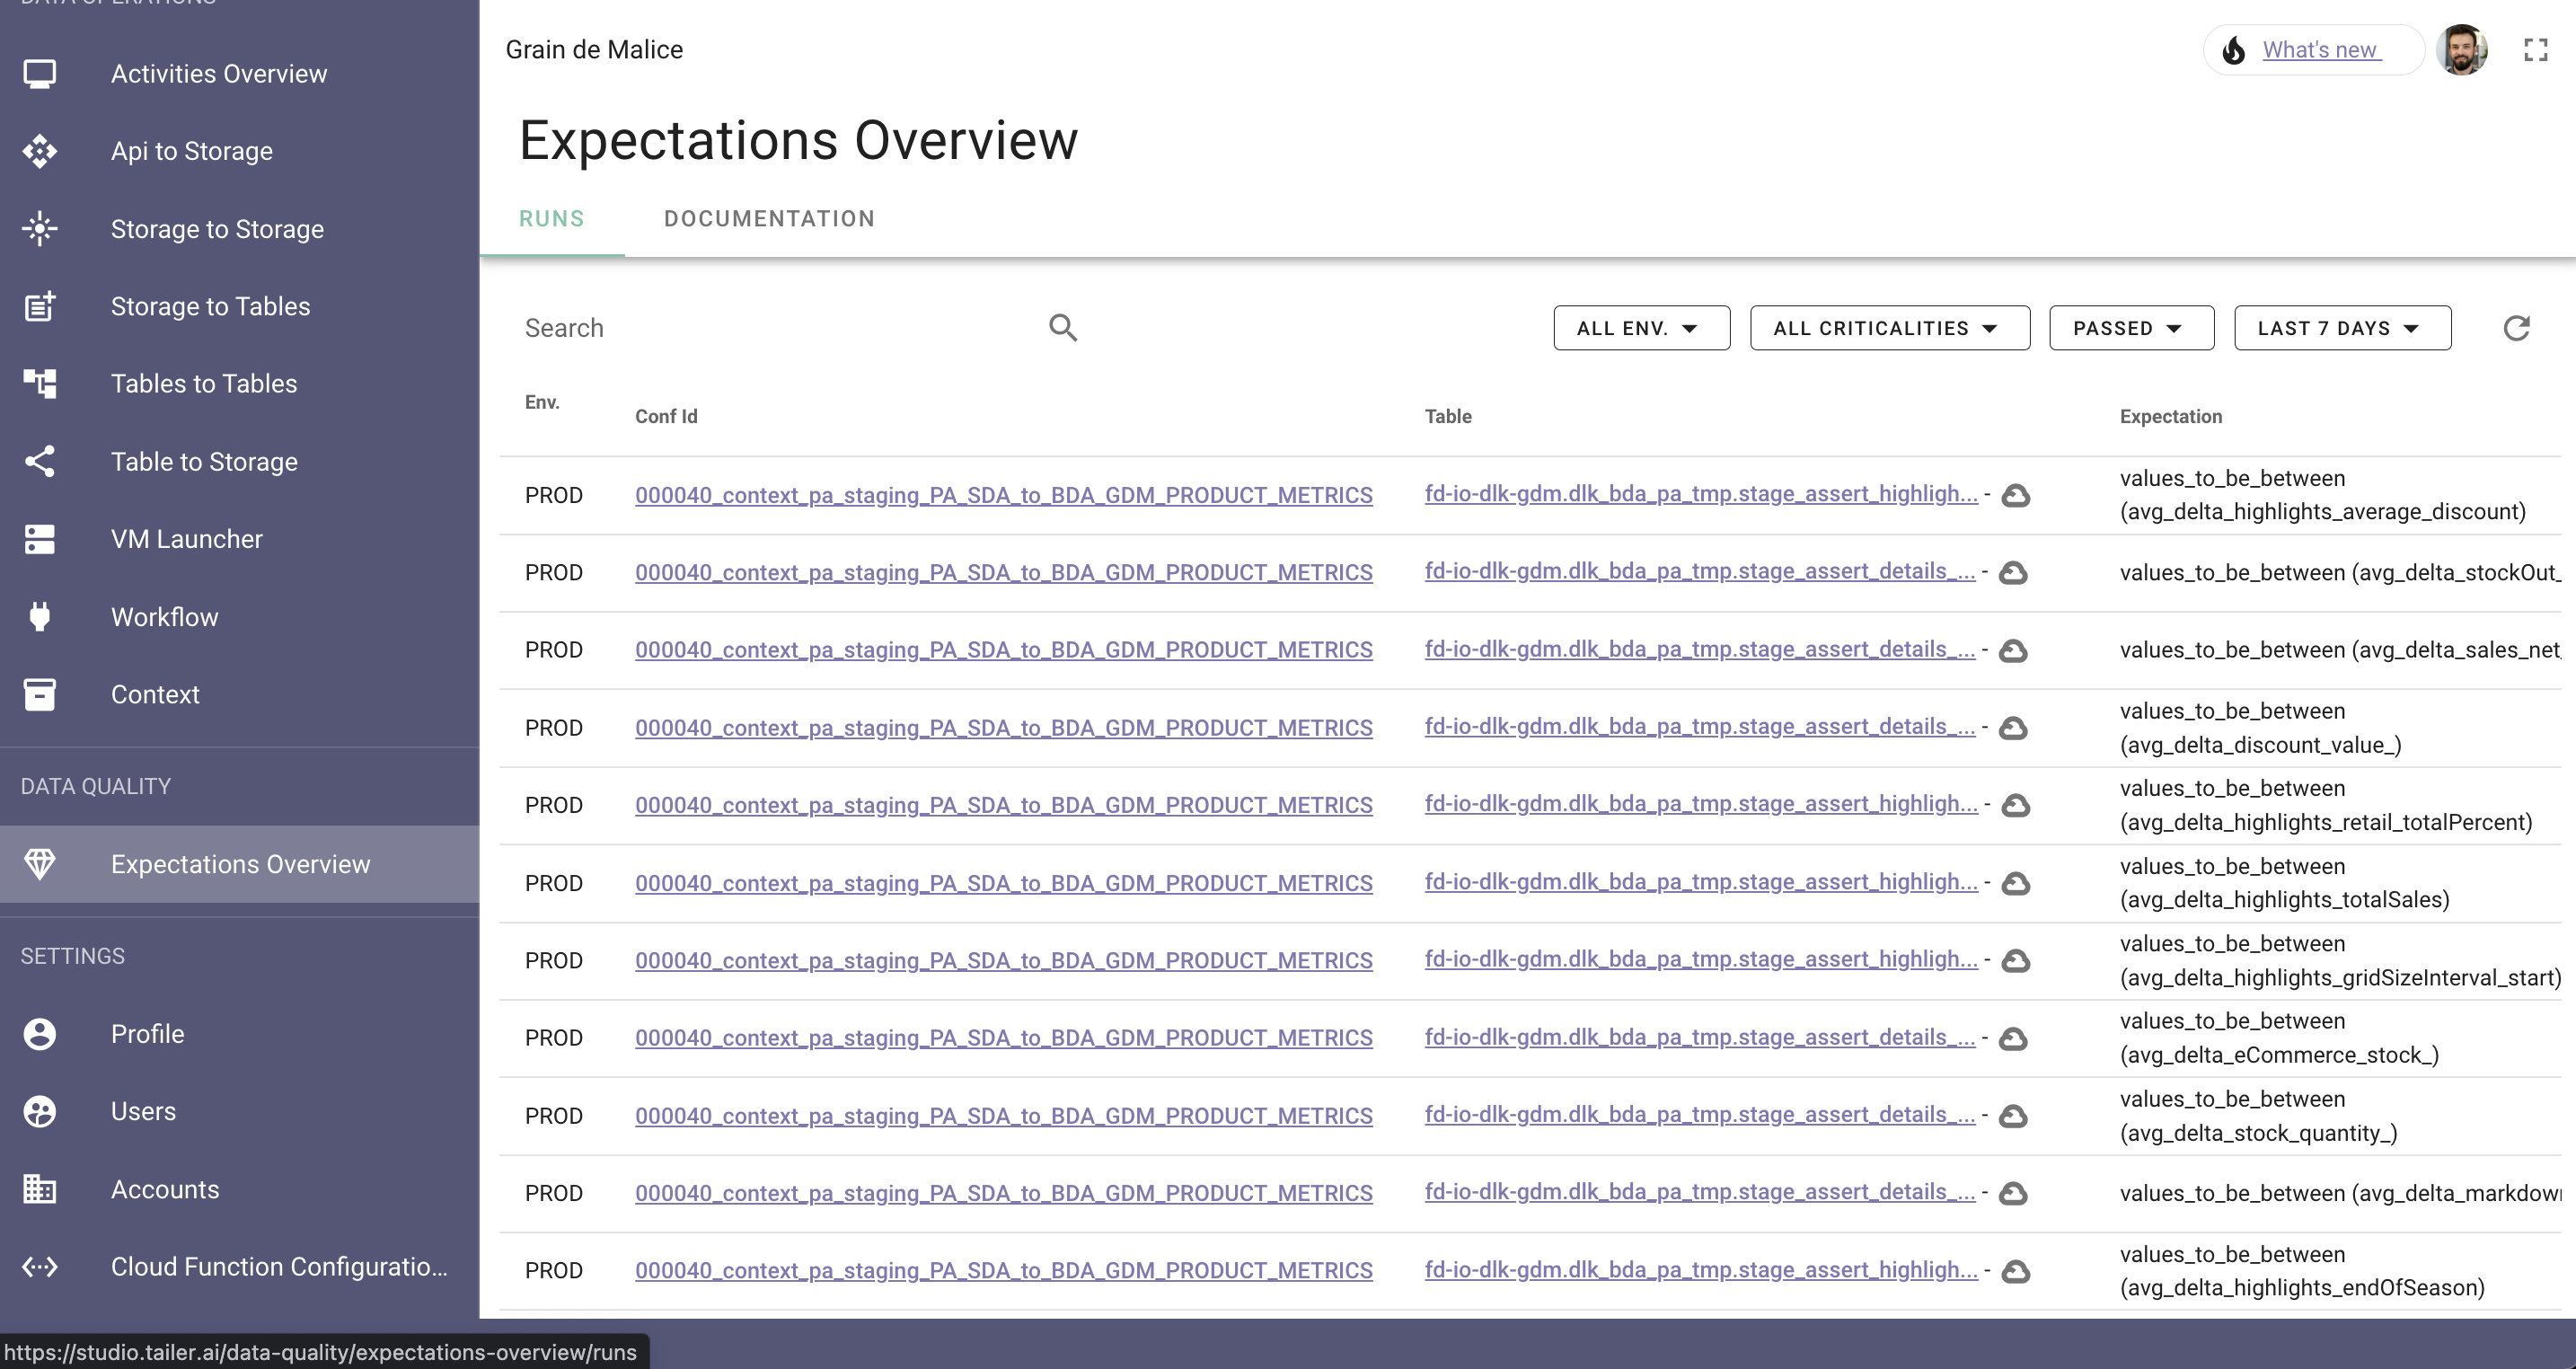 DATA OPERATIONS
Activities Overview
Api to Storage
Storage to Storage
Storage to Tables
Tables to Tables
Table to Storage
VM Launcher
Workflow
Context
DATA QUALITY
Expectations Overview
SETTINGS
Profile
Users
Accounts
Cloud Function Configuratio...
https://studio.tailer.ai/data-quality/expectations-overview/runs
Grain de Malice
What's new
Expectations Overview
RUNS DOCUMENTATION
Search
ALL ENV. ALL CRITICALITIES PASSED LAST 7 DAYS
Env. Conf Id Table Expectation
PROD 000040_context_pa_staging_PA_SDA_to_BDA_GDM_PRODUCT_METRICS fd-io-dlk-gdm.dlk_bda_pa_tmp.stage_assert_highligh... - values_to_be_between
(avg_delta_highlights_average_discount)
PROD 000040_context_pa_staging_PA_SDA_to_BDA_GDM_PRODUCT_METRICS fd-io-dlk-gdm.dlk_bda_pa_tmp.stage_assert_details_... - values_to_be_between (avg_delta_stockOut_
PROD 000040_context_pa_staging_PA_SDA_to_BDA_GDM_PRODUCT_METRICS fd-io-dlk-gdm.dlk_bda_pa_tmp.stage_assert_details_... - values_to_be_between (avg_delta_sales_net_
PROD 000040_context_pa_staging_PA_SDA_to_BDA_GDM_PRODUCT_METRICS fd-io-dlk-gdm.dlk_bda_pa_tmp.stage_assert_details_... - values_to_be_between
(avg_delta_discount_value_)
PROD 000040_context_pa_staging_PA_SDA_to_BDA_GDM_PRODUCT_METRICS fd-io-dlk-gdm.dlk_bda_pa_tmp.stage_assert_highligh... - values_to_be_between
(avg_delta_highlights_retail_totalPercent)
PROD 000040_context_pa_staging_PA_SDA_to_BDA_GDM_PRODUCT_METRICS fd-io-dlk-gdm.dlk_bda_pa_tmp.stage_assert_highligh... - values_to_be_between
(avg_delta_highlights_totalSales)
PROD 000040_context_pa_staging_PA_SDA_to_BDA_GDM_PRODUCT_METRICS fd-io-dlk-gdm.dlk_bda_pa_tmp.stage_assert_highligh... - values_to_be_between
(avg_delta_highlights_gridSizeInterval_start)
PROD 000040_context_pa_staging_PA_SDA_to_BDA_GDM_PRODUCT_METRICS fd-io-dlk-gdm.dlk_bda_pa_tmp.stage_assert_details_... - values_to_be_between
(avg_delta_eCommerce_stock_)
PROD 000040_context_pa_staging_PA_SDA_to_BDA_GDM_PRODUCT_METRICS fd-io-dlk-gdm.dlk_bda_pa_tmp.stage_assert_details_... - values_to_be_between
(avg_delta_stock_quantity_)
PROD 000040_context_pa_staging_PA_SDA_to_BDA_GDM_PRODUCT_METRICS fd-io-dlk-gdm.dlk_bda_pa_tmp.stage_assert_details_... - values_to_be_between (avg_delta_markdown
PROD 000040_context_pa_staging_PA_SDA_to_BDA_GDM_PRODUCT_METRICS fd-io-dlk-gdm.dlk_bda_pa_tmp.stage_assert_highligh... - values_to_be_between
(avg_delta_highlights_endOfSeason)